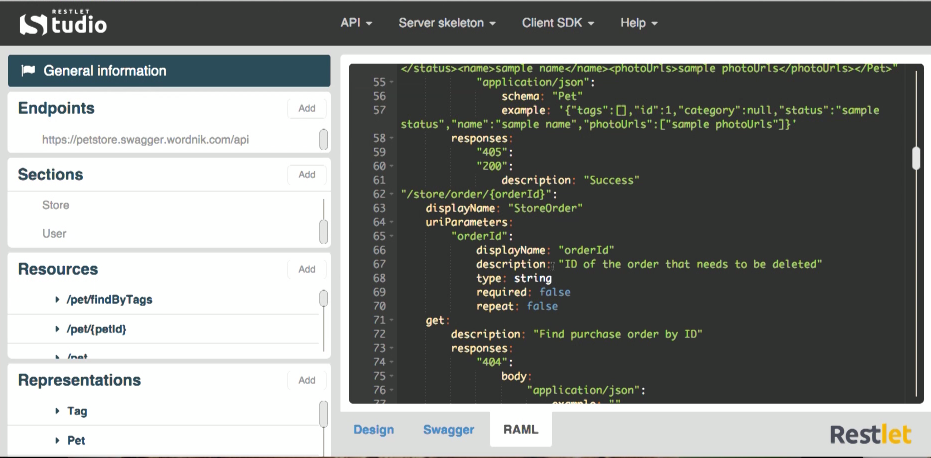 RESTLET
Studio
API
Server skeleton
Client SDK
Help
General information
Endpoints
Add
https://petstore.swagger.wordnik.com/api
Sections
Add
Store
User
Resources
Add
/pet/findByTags
/pet/{petId}
/pet
Representations
Add
Tag
Pet
</status><name>sample name</name><photoUrls>sample photoUrls</photoUrls></Pet>"
55 "application/json":
56 schema: "Pet"
57 example: '{"tags":[],"id":1,"category":null,"status":"sample
status","name":"sample name","photoUrls":["sample photoUrls"]}'
58 responses:
59 "405":
60 "200":
61 description: "Success"
62 "/store/order/{orderId}":
63 displayName: "StoreOrder"
64 uriParameters:
65 "orderId":
66 displayName: "orderId"
67 description: "ID of the order that needs to be deleted"
68 type: string
69 required: false
70 repeat: false
71 get:
72 description: "Find purchase order by ID"
73 responses:
74 "404":
75 body:
76 "application/json":
77 example: ""
Design
Swagger
RAML
Restlet